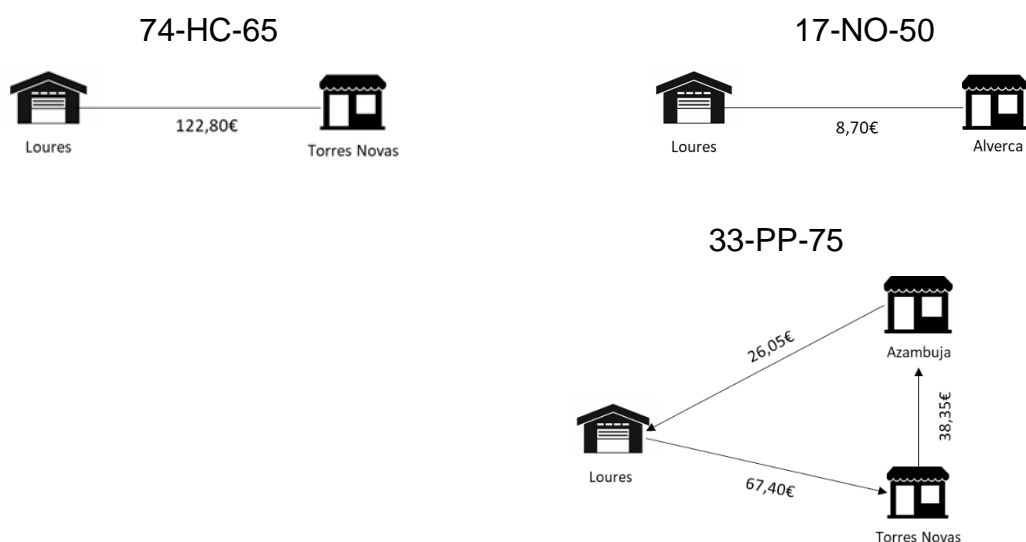 74-HC-65
122,80€
Loures
Torres Novas
17-NO-50
8,70€
Loures
Alverca
33-PP-75
Azambuja
26,05€
38,35€
Loures
67,40€
Torres Novas